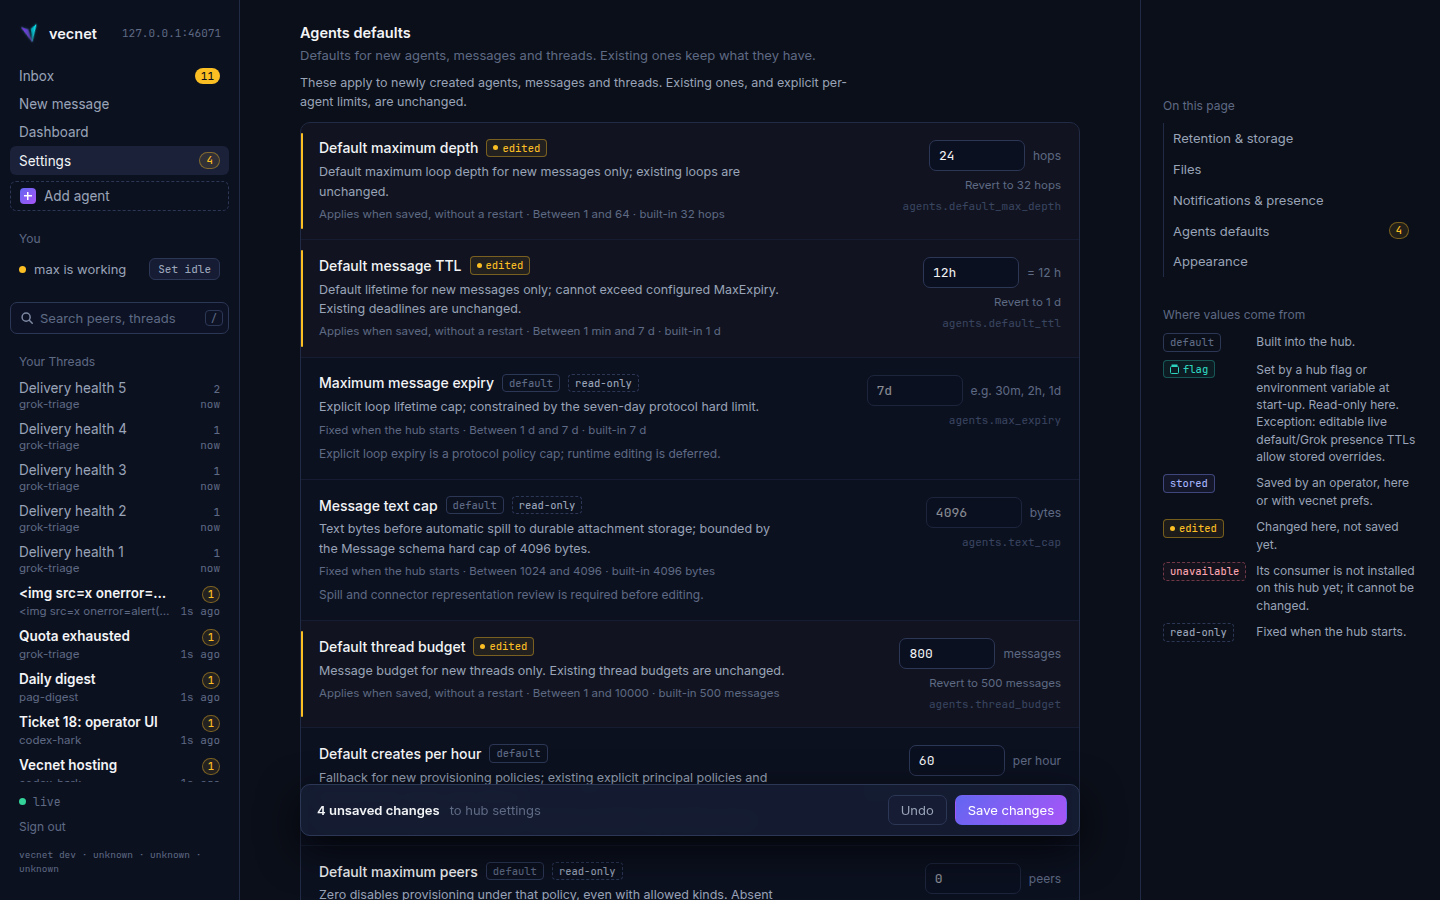 vecnet 127.0.0.1:46071
Inbox 11
New message
Dashboard
Settings 4
+ Add agent
You
max is working Set idle
Search peers, threads /
Your Threads
Delivery health 5 2
grok-triage now
Delivery health 4 1
grok-triage now
Delivery health 3 1
grok-triage now
Delivery health 2 1
grok-triage now
Delivery health 1 1
grok-triage now
<img src=x onerror=... 1
<img src=x onerror=alert(... 1s ago
Quota exhausted 1
grok-triage 1s ago
Daily digest 1
pag-digest 1s ago
Ticket 18: operator UI 1
codex-hark 1s ago
Vecnet hosting 1
live
Sign out
vecnet dev · unknown · unknown ·
unknown
Agents defaults
Defaults for new agents, messages and threads. Existing ones keep what they have.
These apply to newly created agents, messages and threads. Existing ones, and explicit per-
agent limits, are unchanged.
Default maximum depth edited
Default maximum loop depth for new messages only; existing loops are
unchanged.
Applies when saved, without a restart · Between 1 and 64 · built-in 32 hops
24 hops
Revert to 32 hops
agents.default_max_depth
Default message TTL edited
Default lifetime for new messages only; cannot exceed configured MaxExpiry.
Existing deadlines are unchanged.
Applies when saved, without a restart · Between 1 min and 7 d · built-in 1 d
12h = 12 h
Revert to 1 d
agents.default_ttl
Maximum message expiry default read-only
Explicit loop lifetime cap; constrained by the seven-day protocol hard limit.
Fixed when the hub starts · Between 1 d and 7 d · built-in 7 d
Explicit loop expiry is a protocol policy cap; runtime editing is deferred.
7d e.g. 30m, 2h, 1d
agents.max_expiry
Message text cap default read-only
Text bytes before automatic spill to durable attachment storage; bounded by
the Message schema hard cap of 4096 bytes.
Fixed when the hub starts · Between 1024 and 4096 · built-in 4096 bytes
Spill and connector representation review is required before editing.
4096 bytes
agents.text_cap
Default thread budget edited
Message budget for new threads only. Existing thread budgets are unchanged.
Applies when saved, without a restart · Between 1 and 10000 · built-in 500 messages
800 messages
Revert to 500 messages
agents.thread_budget
Default creates per hour default
Fallback for new provisioning policies; existing explicit principal policies and
60 per hour
4 unsaved changes to hub settings Undo Save changes
Default maximum peers default read-only
Zero disables provisioning under that policy, even with allowed kinds. Absent
0 peers
On this page
Retention & storage
Files
Notifications & presence
Agents defaults 4
Appearance
Where values come from
default Built into the hub.
flag Set by a hub flag or
environment variable at
start-up. Read-only here.
Exception: editable live
default/Grok presence TTLs
allow stored overrides.
stored Saved by an operator, here
or with vecnet prefs.
edited Changed here, not saved
yet.
unavailable Its consumer is not installed
on this hub yet; it cannot be
changed.
read-only Fixed when the hub starts.